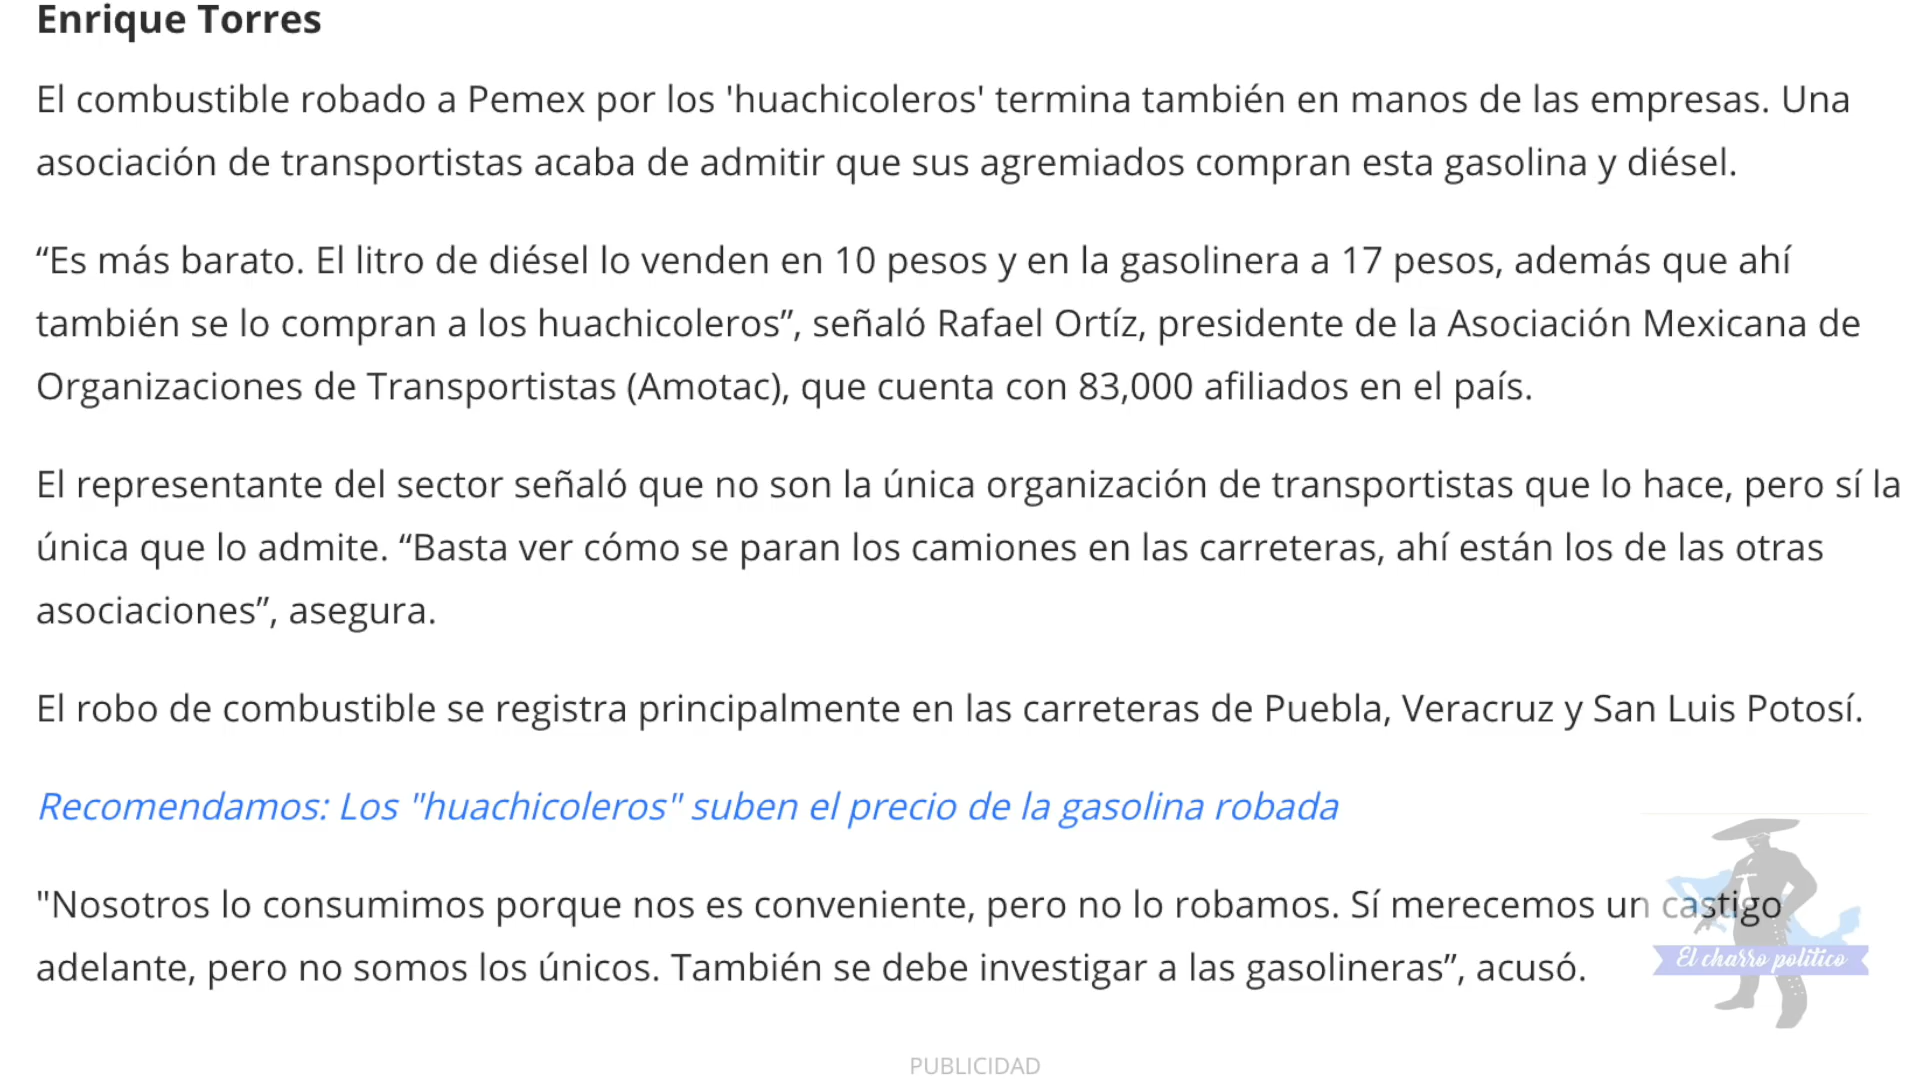 Enrique Torres
El combustible robado a Pemex por los 'huachicoleros' termina también en manos de las empresas. Una
asociación de transportistas acaba de admitir que sus agremiados compran esta gasolina y diésel.
“Es más barato. El litro de diésel lo venden en 10 pesos y en la gasolinera a 17 pesos, además que ahí
también se lo compran a los huachicoleros”, señaló Rafael Ortíz, presidente de la Asociación Mexicana de
Organizaciones de Transportistas (Amotac), que cuenta con 83,000 afiliados en el país.
El representante del sector señaló que no son la única organización de transportistas que lo hace, pero sí la
única que lo admite. “Basta ver cómo se paran los camiones en las carreteras, ahí están los de las otras
asociaciones”, asegura.
El robo de combustible se registra principalmente en las carreteras de Puebla, Veracruz y San Luis Potosí.
Recomendamos: Los "huachicoleros" suben el precio de la gasolina robada
"Nosotros lo consumimos porque nos es conveniente, pero no lo robamos. Sí merecemos un castigo
adelante, pero no somos los únicos. También se debe investigar a las gasolineras”, acusó.
El charro político
PUBLICIDAD